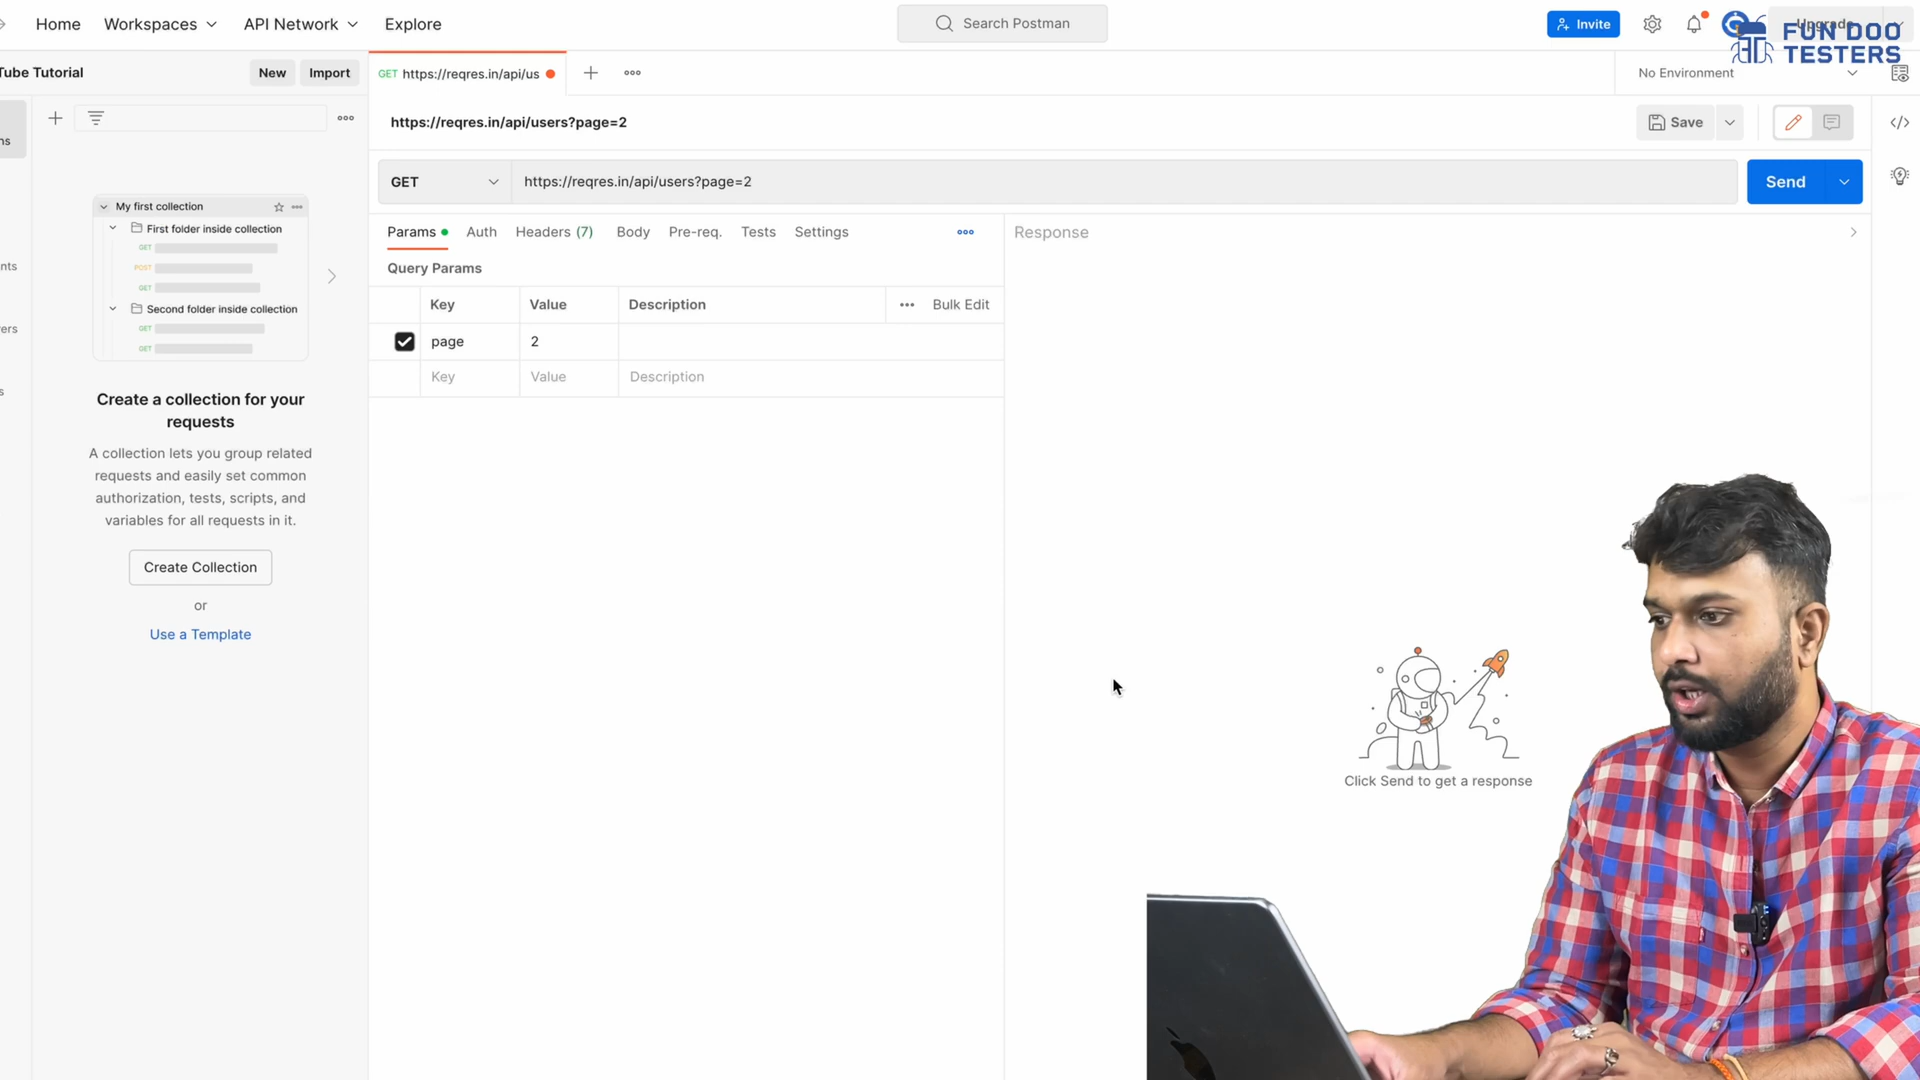 Home Workspaces API Network Explore
Search Postman
Invite
FUN DOO
TESTERS
Tube Tutorial
New Import
GET https://reqres.in/api/us
No Environment
https://reqres.in/api/users?page=2
Save
GET https://reqres.in/api/users?page=2
Send
Params Auth Headers (7) Body Pre-req. Tests Settings
Response
Query Params
Key Value Description Bulk Edit
page 2
Key Value Description
My first collection
First folder inside collection
GET
POST
GET
Second folder inside collection
GET
GET
Create a collection for your
requests
A collection lets you group related
requests and easily set common
authorization, tests, scripts, and
variables for all requests in it.
Create Collection
or
Use a Template
Click Send to get a response